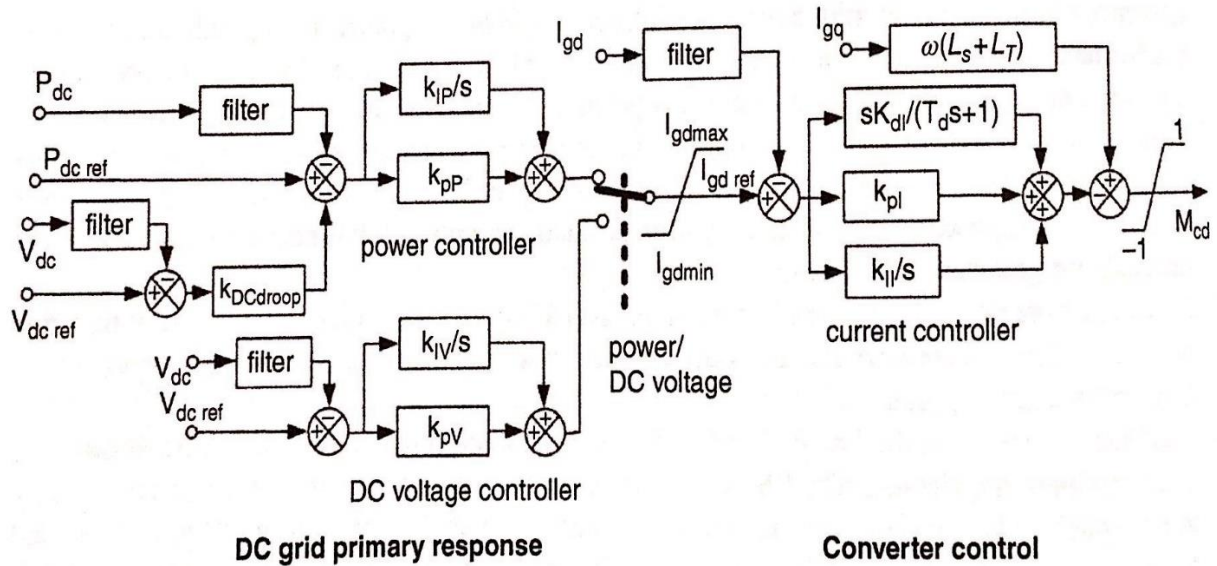 P_dc
filter
P_dc ref
filter
V_dc
V_dc ref
k_DCdroop
k_IP/s
k_pP
power controller
V_dc
filter
V_dc ref
k_IV/s
k_pV
DC voltage controller
DC grid primary response
I_gd
filter
I_gdmax
I_gd ref
I_gdmin
power/
DC voltage
I_gq
ω(L_s+L_T)
sK_dI/(T_ds+1)
k_pI
k_II/s
current controller
1
−1
M_cd
Converter control